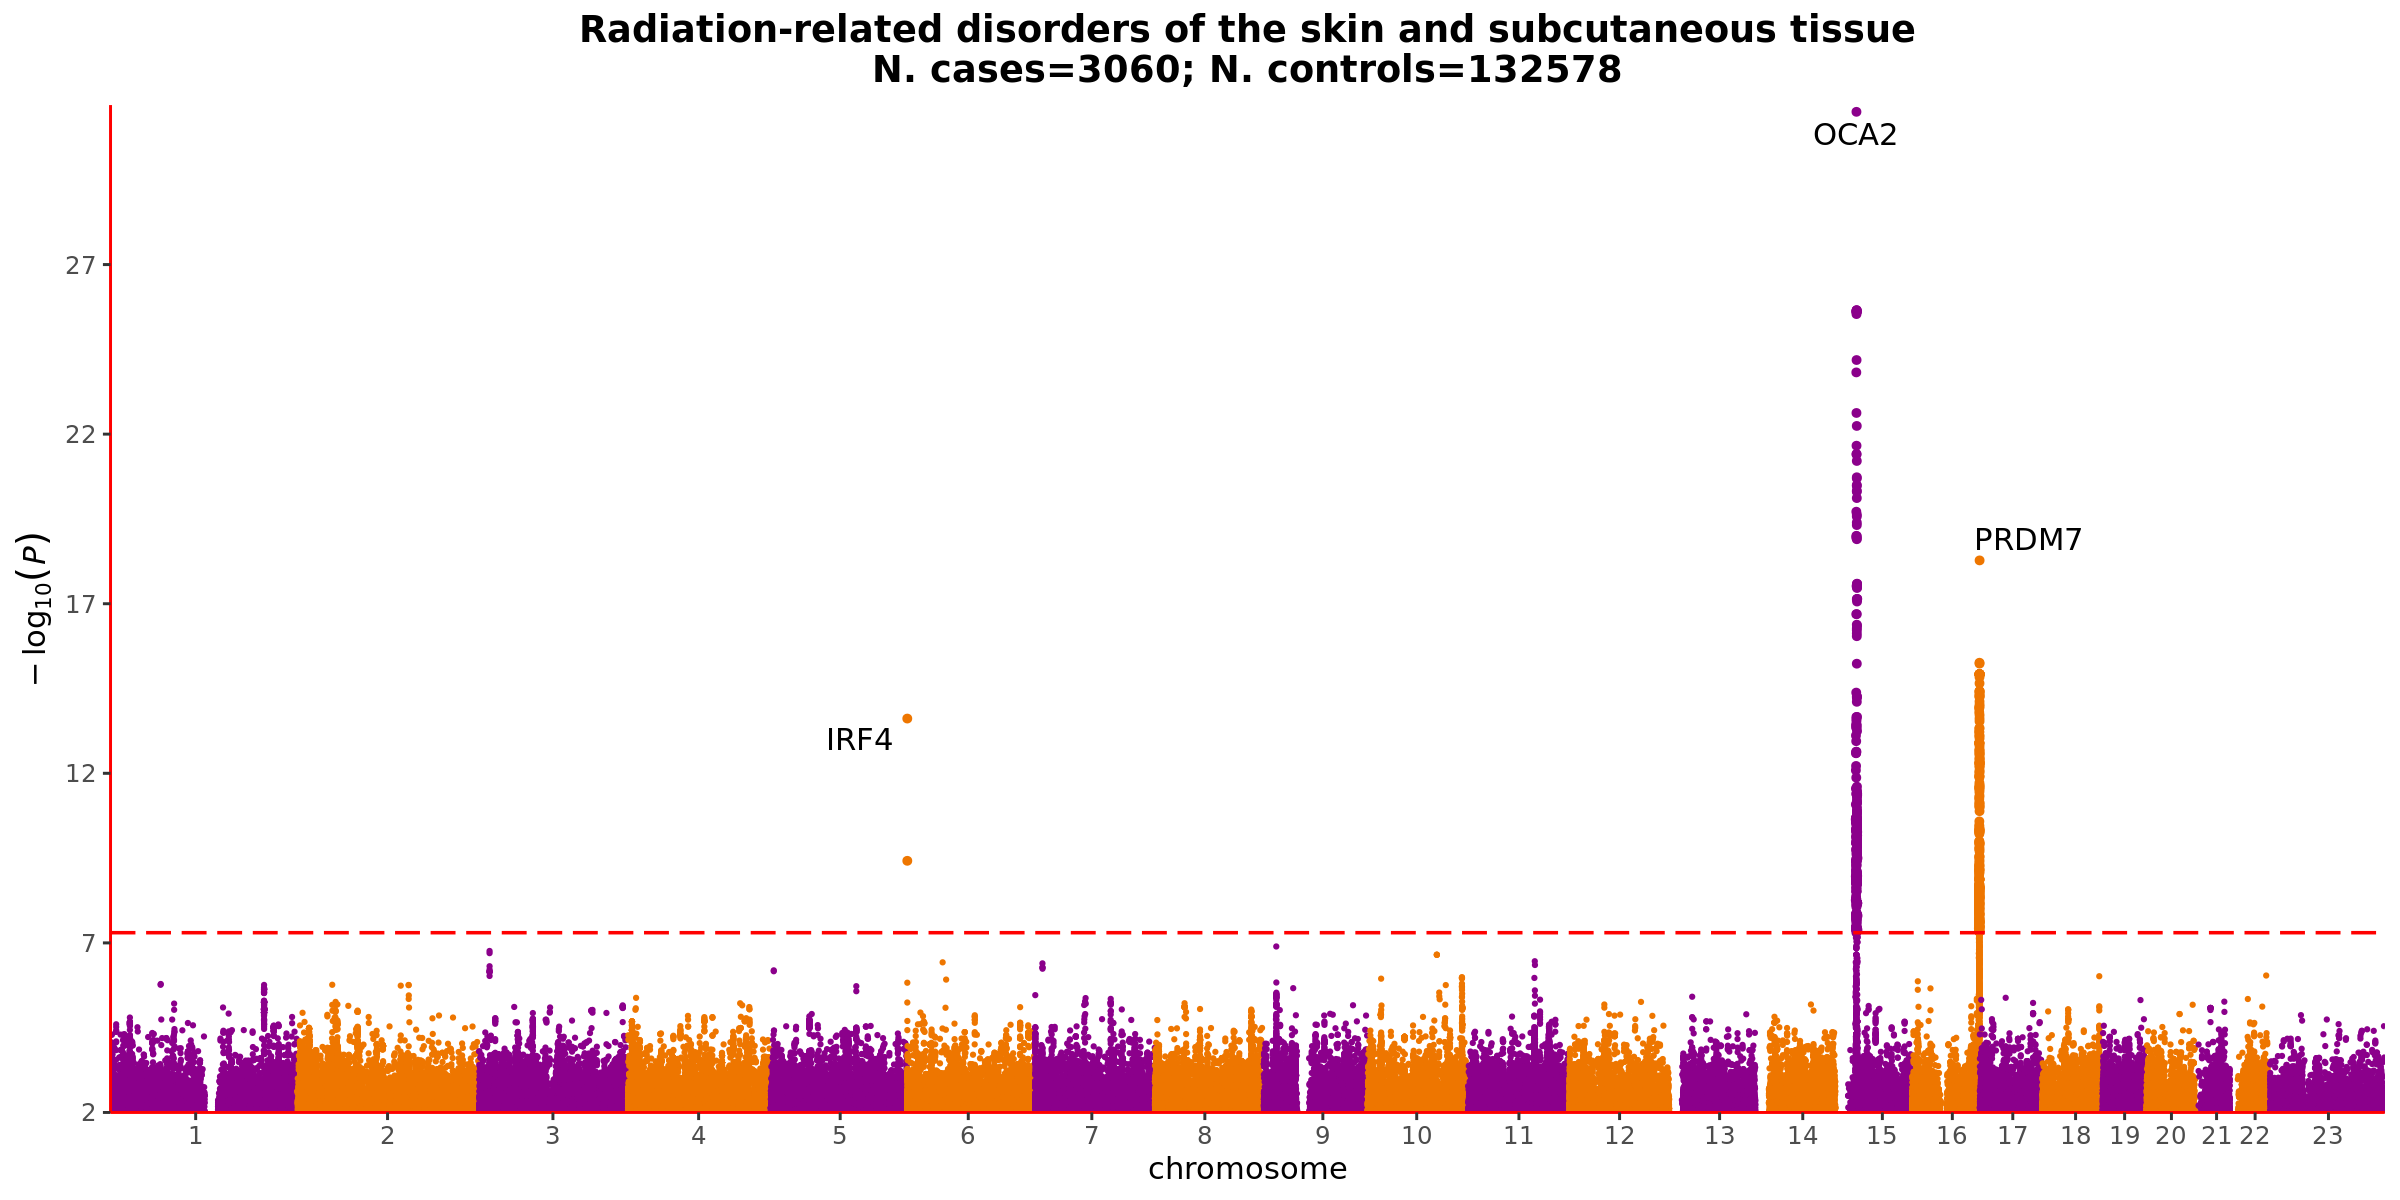 Radiation-related disorders of the skin and subcutaneous tissue
N. cases=3060; N. controls=132578
OCA2
27
22
PRDM7
− log10(P)
17
IRF4
12
7
2
1 2 3 4 5 6 7 8 9 10 11 12 13 14 15 16 17 18 19 20 21 22 23
chromosome